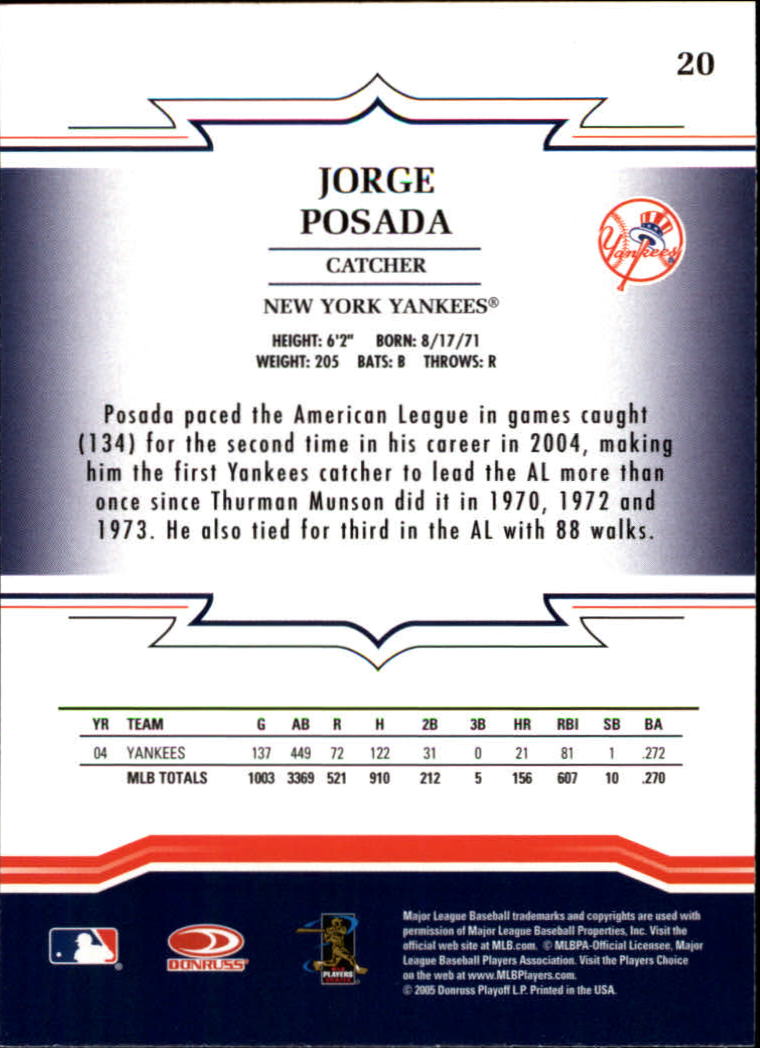 20
JORGE
POSADA
CATCHER
NEW YORK YANKEES®
Yankees
HEIGHT: 6'2" BORN: 8/17/71
WEIGHT: 205 BATS: B THROWS: R
Posada paced the American League in games caught
(134) for the second time in his career in 2004, making
him the first Yankees catcher to lead the AL more than
once since Thurman Munson did it in 1970, 1972 and
1973. He also tied for third in the AL with 88 walks.
YR TEAM G AB R H 2B 3B HR RBI SB BA
04 YANKEES 137 449 72 122 31 0 21 81 1 .272
MLB TOTALS 1003 3369 521 910 212 5 156 607 10 .270
Major League Baseball trademarks and copyrights are used with
permission of Major League Baseball Properties, Inc. Visit the
official web site at MLB.com. © MLBPA-Official Licensee, Major
League Baseball Players Association. Visit the Players Choice
on the web at www.MLBPlayers.com.
© 2005 Donruss Playoff L.P. Printed in the USA.
DONRUSS®
PLAYERS